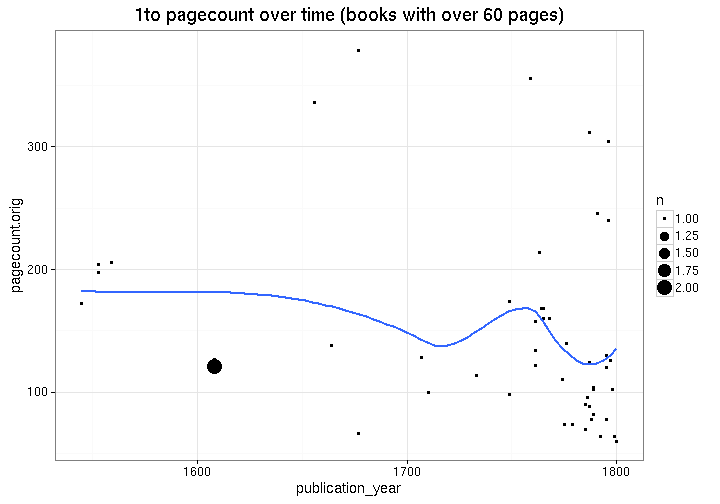 1to pagecount over time (books with over 60 pages)
300
200
100
pagecount.orig
1600
1700
1800
publication_year
n
1.00
1.25
1.50
1.75
2.00